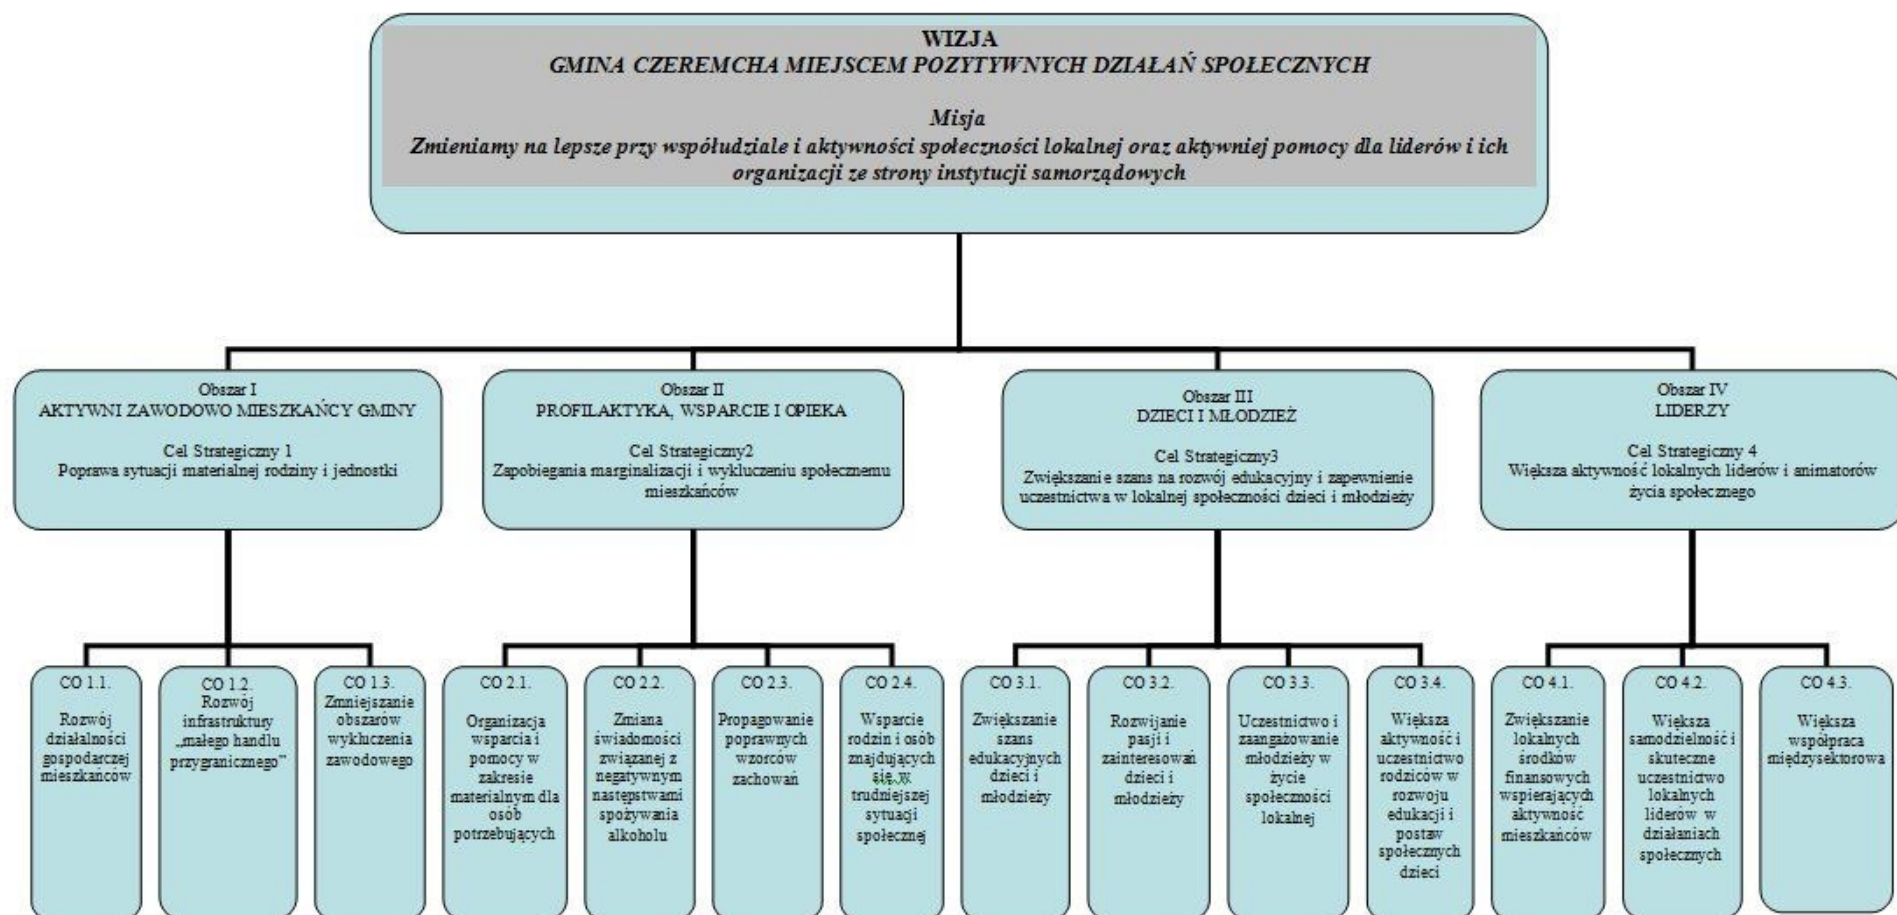 WIZJA
GMINA CZEREMCHA MIEJSCEM POZYTYWNYCH DZIAŁAŃ SPOŁECZNYCH
Misja
Zmieniamy na lepsze przy współudziale i aktywności społeczności lokalnej oraz aktywniej pomocy dla liderów i ich
organizacji ze strony instytucji samorządowych
Obszar I
AKTYWNI ZAWODOWO MIESZKAŃCY GMINY
Cel Strategiczny 1
Poprawa sytuacji materialnej rodziny i jednostki
Obszar II
PROFILAKTYKA, WSPARCIE I OPIEKA
Cel Strategiczny2
Zapobiegania marginalizacji i wykluczeniu społecznemu
mieszkańców
Obszar III
DZIECI I MŁODZIEŻ
Cel Strategiczny3
Zwiększanie szans na rozwój edukacyjny i zapewnienie
uczestnictwa w lokalnej społeczności dzieci i młodzieży
Obszar IV
LIDERZY
Cel Strategiczny 4
Większa aktywność lokalnych liderów i animatorów
życia społecznego
CO 1.1.
Rozwój
działalności
gospodarczej
mieszkańców
CO 1.2.
Rozwój
infrastruktury
„małego handlu
przygranicznego”
CO 1.3.
Zmniejszanie
obszarów
wykluczenia
zawodowego
CO 2.1.
Organizacja
wsparcia i
pomocy w
zakresie
materialnym dla
osób
potrzebujących
CO 2.2.
Zmiana
świadomości
związanej z
negatywnym
następstwami
spożywania
alkoholu
CO 2.3.
Propagowanie
poprawnych
wzorców
zachowań
CO 2.4.
Wsparcie
rodzin i osób
znajdujących
się w
trudniejszej
sytuacji
społecznej
CO 3.1.
Zwiększanie
szans
edukacyjnych
dzieci i
młodzieży
CO 3.2.
Rozwijanie
pasji i
zainteresowań
dzieci i
młodzieży
CO 3.3.
Uczestnictwo i
zaangażowanie
młodzieży w
życie
społeczności
lokalnej
CO 3.4.
Większa
aktywność i
uczestnictwo
rodziców w
rozwoju
edukacji i
postaw
społecznych
dzieci
CO 4.1.
Zwiększanie
lokalnych
środków
finansowych
wspierających
aktywność
mieszkańców
CO 4.2.
Większa
samodzielność i
skuteczne
uczestnictwo
lokalnych
liderów w
działaniach
społecznych
CO 4.3.
Większa
współpraca
międzysektorowa